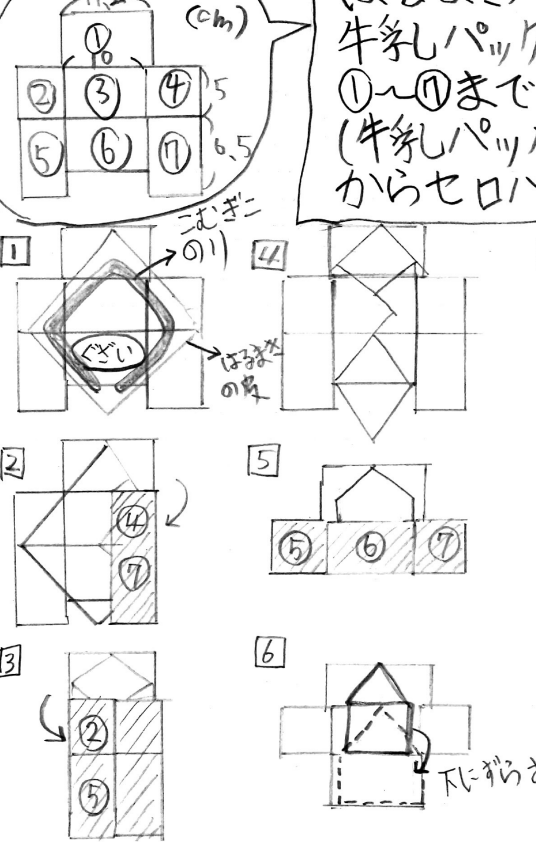 (cm)
①
10
② ③ ④ 5
⑤ ⑥ ⑦ 6.5
牛乳パック
①〜⑦まで
(牛乳パッ
からセロハ
1
こむぎこ
のり
ぐざい
はるまき
の皮
4
2
④
⑦
5
⑤ ⑥ ⑦
3
②
⑤
6
下にずらさ